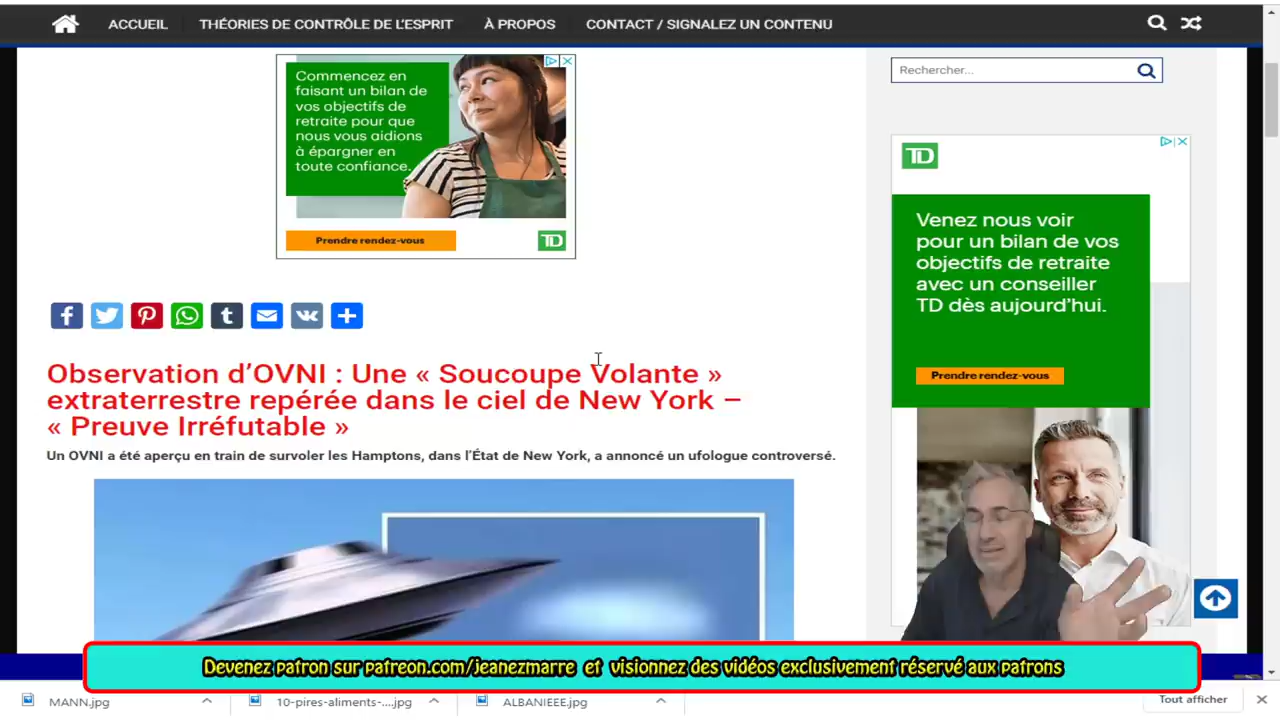 ACCUEIL THÉORIES DE CONTRÔLE DE L'ESPRIT À PROPOS CONTACT / SIGNALEZ UN CONTENU
Commencez en
faisant un bilan de
vos objectifs de
retraite pour que
nous vous aidions
à épargner en
toute confiance.
Prendre rendez-vous
TD
Rechercher...
TD
Venez nous voir
pour un bilan de vos
objectifs de retraite
avec un conseiller
TD dès aujourd'hui.
Prendre rendez-vous
Observation d'OVNI : Une « Soucoupe Volante »
extraterrestre repérée dans le ciel de New York –
« Preuve Irréfutable »
Un OVNI a été aperçu en train de survoler les Hamptons, dans l'État de New York, a annoncé un ufologue controversé.
Devenez patron sur patreon.com/jeanezmarre et visionnez des vidéos exclusivement réservé aux patrons
MANN.jpg 10-pires-aliments-....jpg ALBANIEEE.jpg Tout afficher